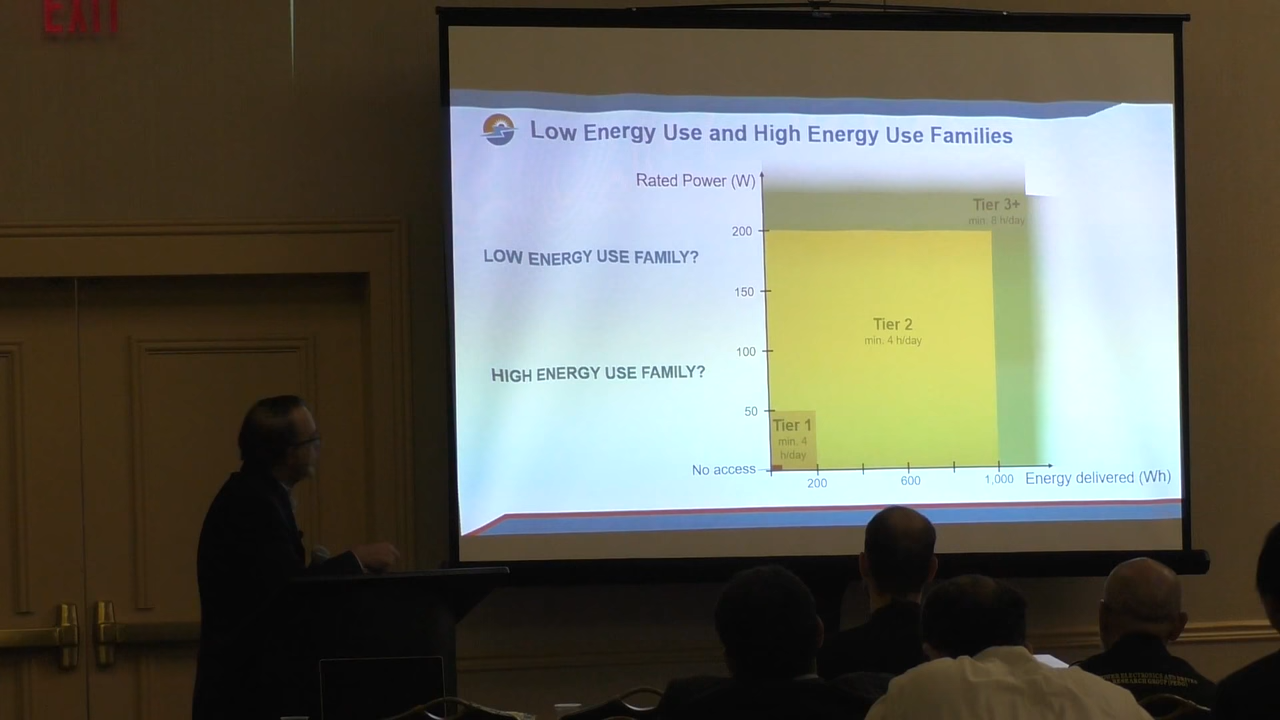 EXIT
Low Energy Use and High Energy Use Families
Rated Power (W)
Tier 3+
min. 8 h/day
200
LOW ENERGY USE FAMILY?
150
Tier 2
min. 4 h/day
100
HIGH ENERGY USE FAMILY?
50
Tier 1
min. 4
h/day
No access
200
600
1,000
Energy delivered (Wh)
RESEARCH GROUP